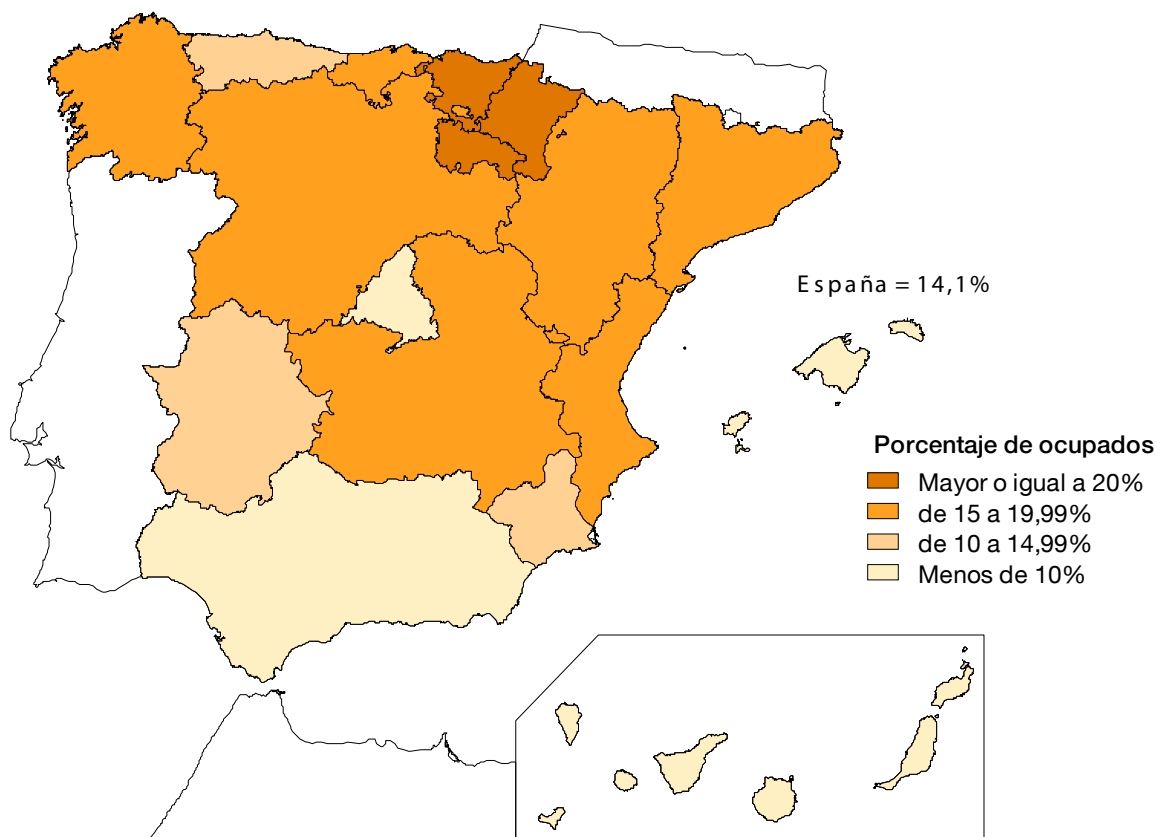 España = 14,1%
Porcentaje de ocupados
Mayor o igual a 20%
de 15 a 19,99%
de 10 a 14,99%
Menos de 10%